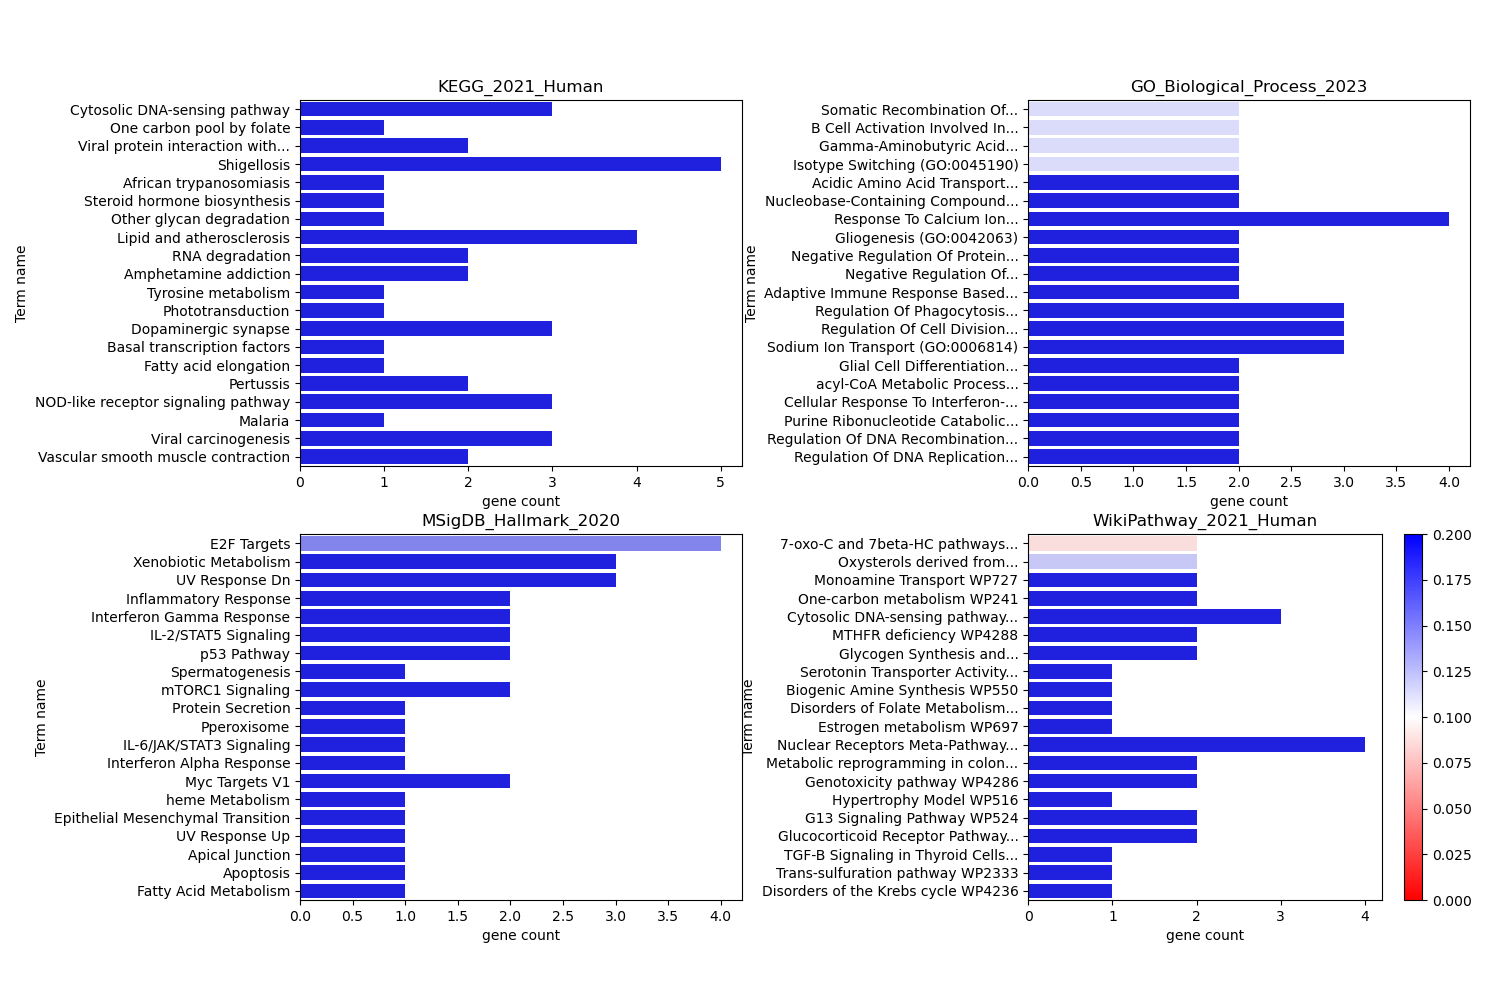 KEGG_2021_Human
Term name
Cytosolic DNA-sensing pathway
One carbon pool by folate
Viral protein interaction with...
Shigellosis
African trypanosomiasis
Steroid hormone biosynthesis
Other glycan degradation
Lipid and atherosclerosis
RNA degradation
Amphetamine addiction
Tyrosine metabolism
Phototransduction
Dopaminergic synapse
Basal transcription factors
Fatty acid elongation
Pertussis
NOD-like receptor signaling pathway
Malaria
Viral carcinogenesis
Vascular smooth muscle contraction
0 1 2 3 4 5
gene count
GO_Biological_Process_2023
Term name
Somatic Recombination Of...
B Cell Activation Involved In...
Gamma-Aminobutyric Acid...
Isotype Switching (GO:0045190)
Acidic Amino Acid Transport...
Nucleobase-Containing Compound...
Response To Calcium Ion...
Gliogenesis (GO:0042063)
Negative Regulation Of Protein...
Negative Regulation Of...
Adaptive Immune Response Based...
Regulation Of Phagocytosis...
Regulation Of Cell Division...
Sodium Ion Transport (GO:0006814)
Glial Cell Differentiation...
acyl-CoA Metabolic Process...
Cellular Response To Interferon-...
Purine Ribonucleotide Catabolic...
Regulation Of DNA Recombination...
Regulation Of DNA Replication...
0.0 0.5 1.0 1.5 2.0 2.5 3.0 3.5 4.0
gene count
MSigDB_Hallmark_2020
Term name
E2F Targets
Xenobiotic Metabolism
UV Response Dn
Inflammatory Response
Interferon Gamma Response
IL-2/STAT5 Signaling
p53 Pathway
Spermatogenesis
mTORC1 Signaling
Protein Secretion
Pperoxisome
IL-6/JAK/STAT3 Signaling
Interferon Alpha Response
Myc Targets V1
heme Metabolism
Epithelial Mesenchymal Transition
UV Response Up
Apical Junction
Apoptosis
Fatty Acid Metabolism
0.0 0.5 1.0 1.5 2.0 2.5 3.0 3.5 4.0
gene count
WikiPathway_2021_Human
Term name
7-oxo-C and 7beta-HC pathways...
Oxysterols derived from...
Monoamine Transport WP727
One-carbon metabolism WP241
Cytosolic DNA-sensing pathway...
MTHFR deficiency WP4288
Glycogen Synthesis and...
Serotonin Transporter Activity...
Biogenic Amine Synthesis WP550
Disorders of Folate Metabolism...
Estrogen metabolism WP697
Nuclear Receptors Meta-Pathway...
Metabolic reprogramming in colon...
Genotoxicity pathway WP4286
Hypertrophy Model WP516
G13 Signaling Pathway WP524
Glucocorticoid Receptor Pathway...
TGF-B Signaling in Thyroid Cells...
Trans-sulfuration pathway WP2333
Disorders of the Krebs cycle WP4236
0 1 2 3 4
gene count
0.200
0.175
0.150
0.125
0.100
0.075
0.050
0.025
0.000